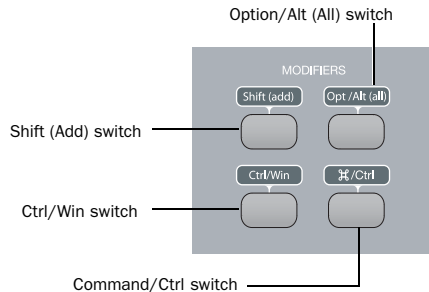 Option/Alt (All) switch
MODIFIERS
Shift (add)
Opt /Alt (all)
Shift (Add) switch
Ctrl/Win
⌘/Ctrl
Ctrl/Win switch
Command/Ctrl switch